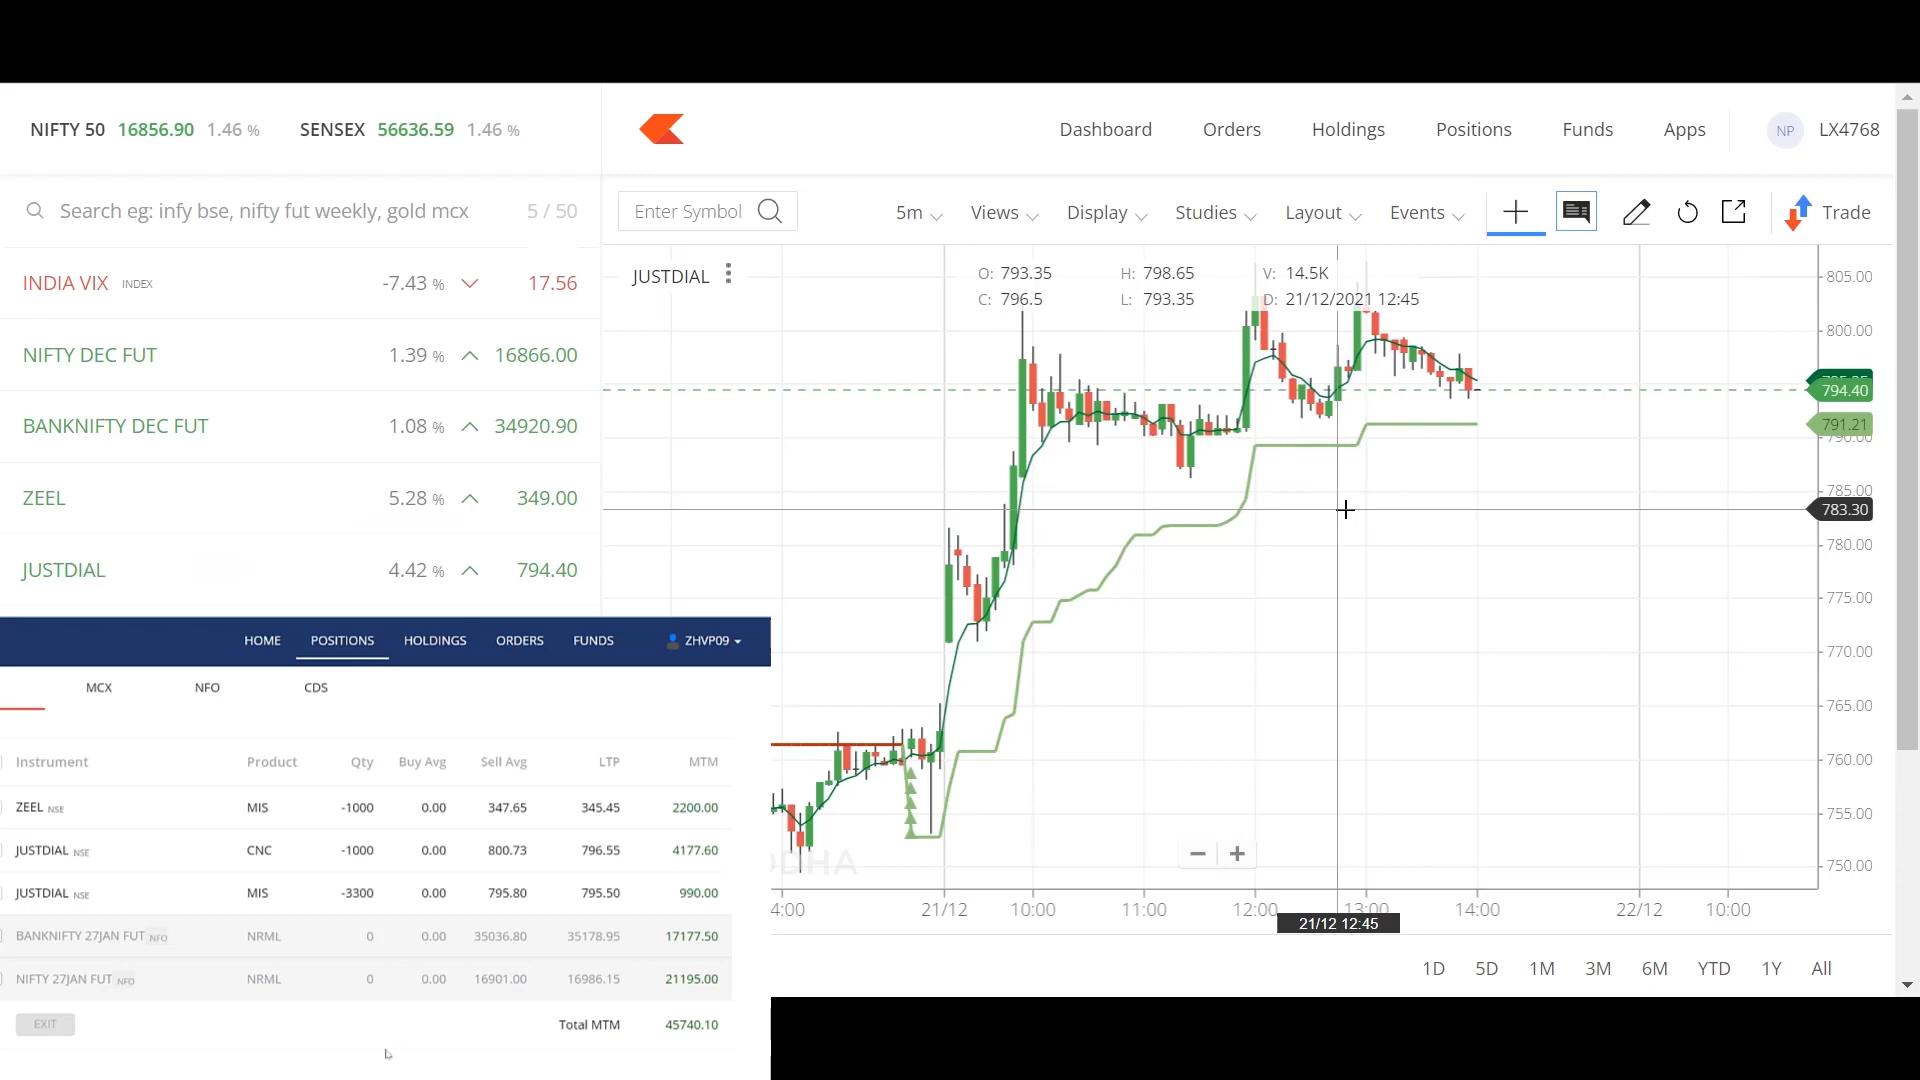 NIFTY 50 16856.90 1.46 % SENSEX 56636.59 1.46 %
Dashboard Orders Holdings Positions Funds Apps NP LX4768
Search eg: infy bse, nifty fut weekly, gold mcx 5 / 50
Enter Symbol 5m Views Display Studies Layout Events Trade
INDIA VIX INDEX -7.43 % 17.56
NIFTY DEC FUT 1.39 % 16866.00
BANKNIFTY DEC FUT 1.08 % 34920.90
ZEEL 5.28 % 349.00
JUSTDIAL 4.42 % 794.40
JUSTDIAL
O: 793.35 H: 798.65 V: 14.5K
C: 796.5 L: 793.35 D: 21/12/2021 12:45
805.00
800.00
794.40
791.21
790.00
785.00
783.30
780.00
775.00
770.00
765.00
760.00
755.00
750.00
4:00 21/12 10:00 11:00 12:00 13:00 14:00 22/12 10:00
21/12 12:45
1D 5D 1M 3M 6M YTD 1Y All
HOME POSITIONS HOLDINGS ORDERS FUNDS ZHVP09
MCX NFO CDS
Instrument Product Qty Buy Avg Sell Avg LTP MTM
ZEEL NSE MIS -1000 0.00 347.65 345.45 2200.00
JUSTDIAL NSE CNC -1000 0.00 800.73 796.55 4177.60
JUSTDIAL NSE MIS -3300 0.00 795.80 795.50 990.00
BANKNIFTY 27JAN FUT NFO NRML 0 0.00 35036.80 35178.95 17177.50
NIFTY 27JAN FUT NFO NRML 0 0.00 16901.00 16986.15 21195.00
EXIT Total MTM 45740.10